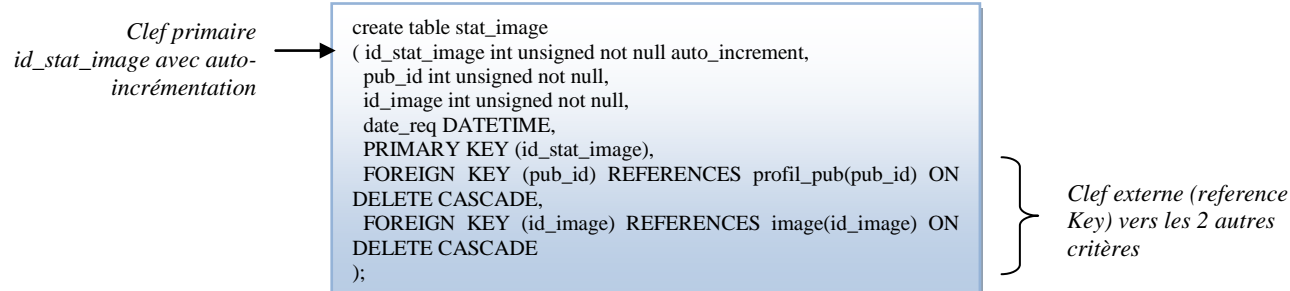 Clef primaire
id_stat_image avec auto-
incrémentation
create table stat_image
( id_stat_image int unsigned not null auto_increment,
pub_id int unsigned not null,
id_image int unsigned not null,
date_req DATETIME,
PRIMARY KEY (id_stat_image),
FOREIGN KEY (pub_id) REFERENCES profil_pub(pub_id) ON
DELETE CASCADE,
FOREIGN KEY (id_image) REFERENCES image(id_image) ON
DELETE CASCADE
);
Clef externe (reference
Key) vers les 2 autres
critères